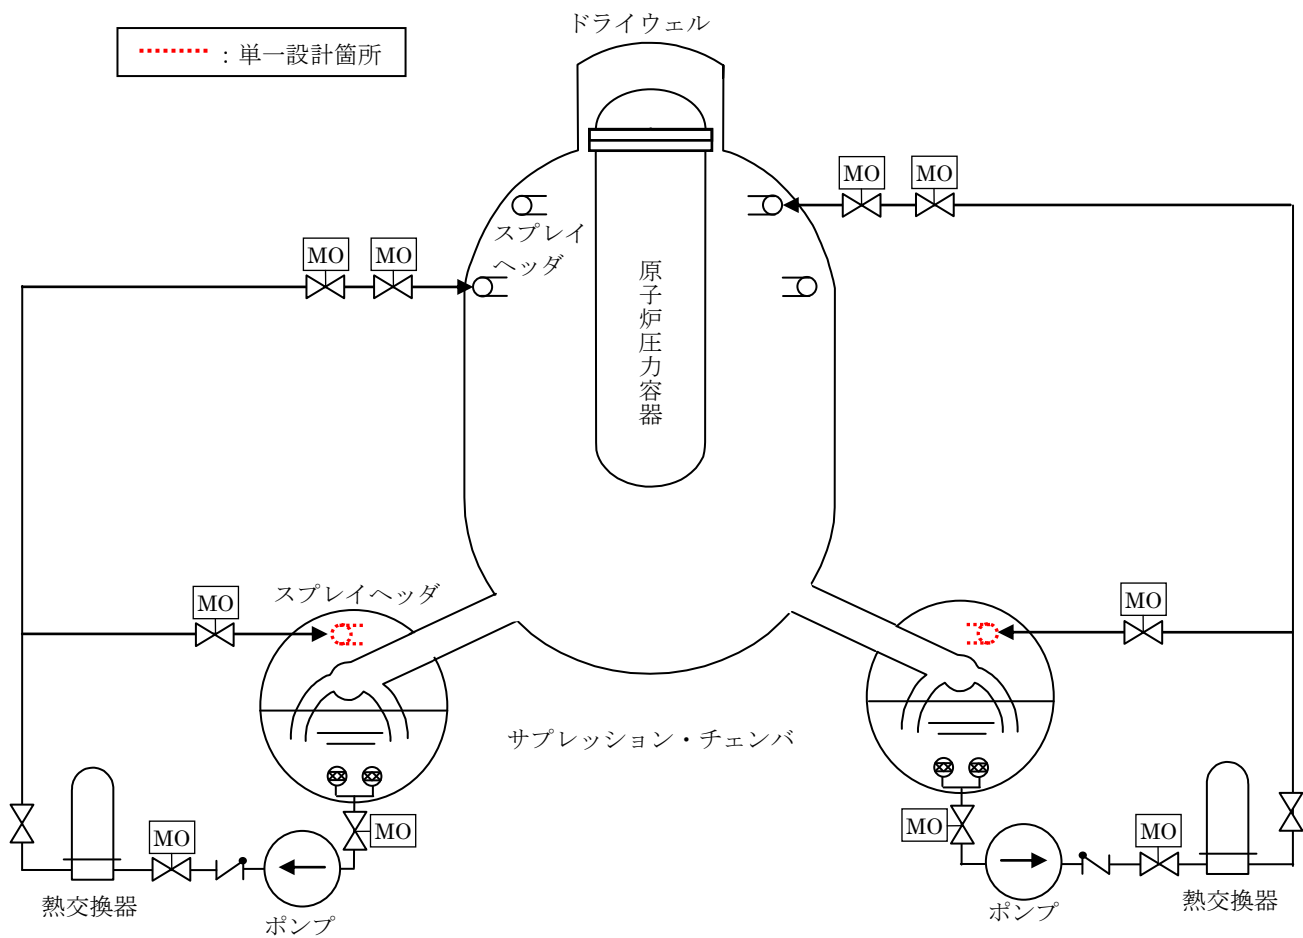 ドライウェル
：単一設計箇所
MO
MO
スプレイ
ヘッダ
MO
MO
原子炉圧力容器
MO
スプレイヘッダ
MO
サプレッション・チェンバ
MO
MO
MO
MO
熱交換器
ポンプ
ポンプ
熱交換器